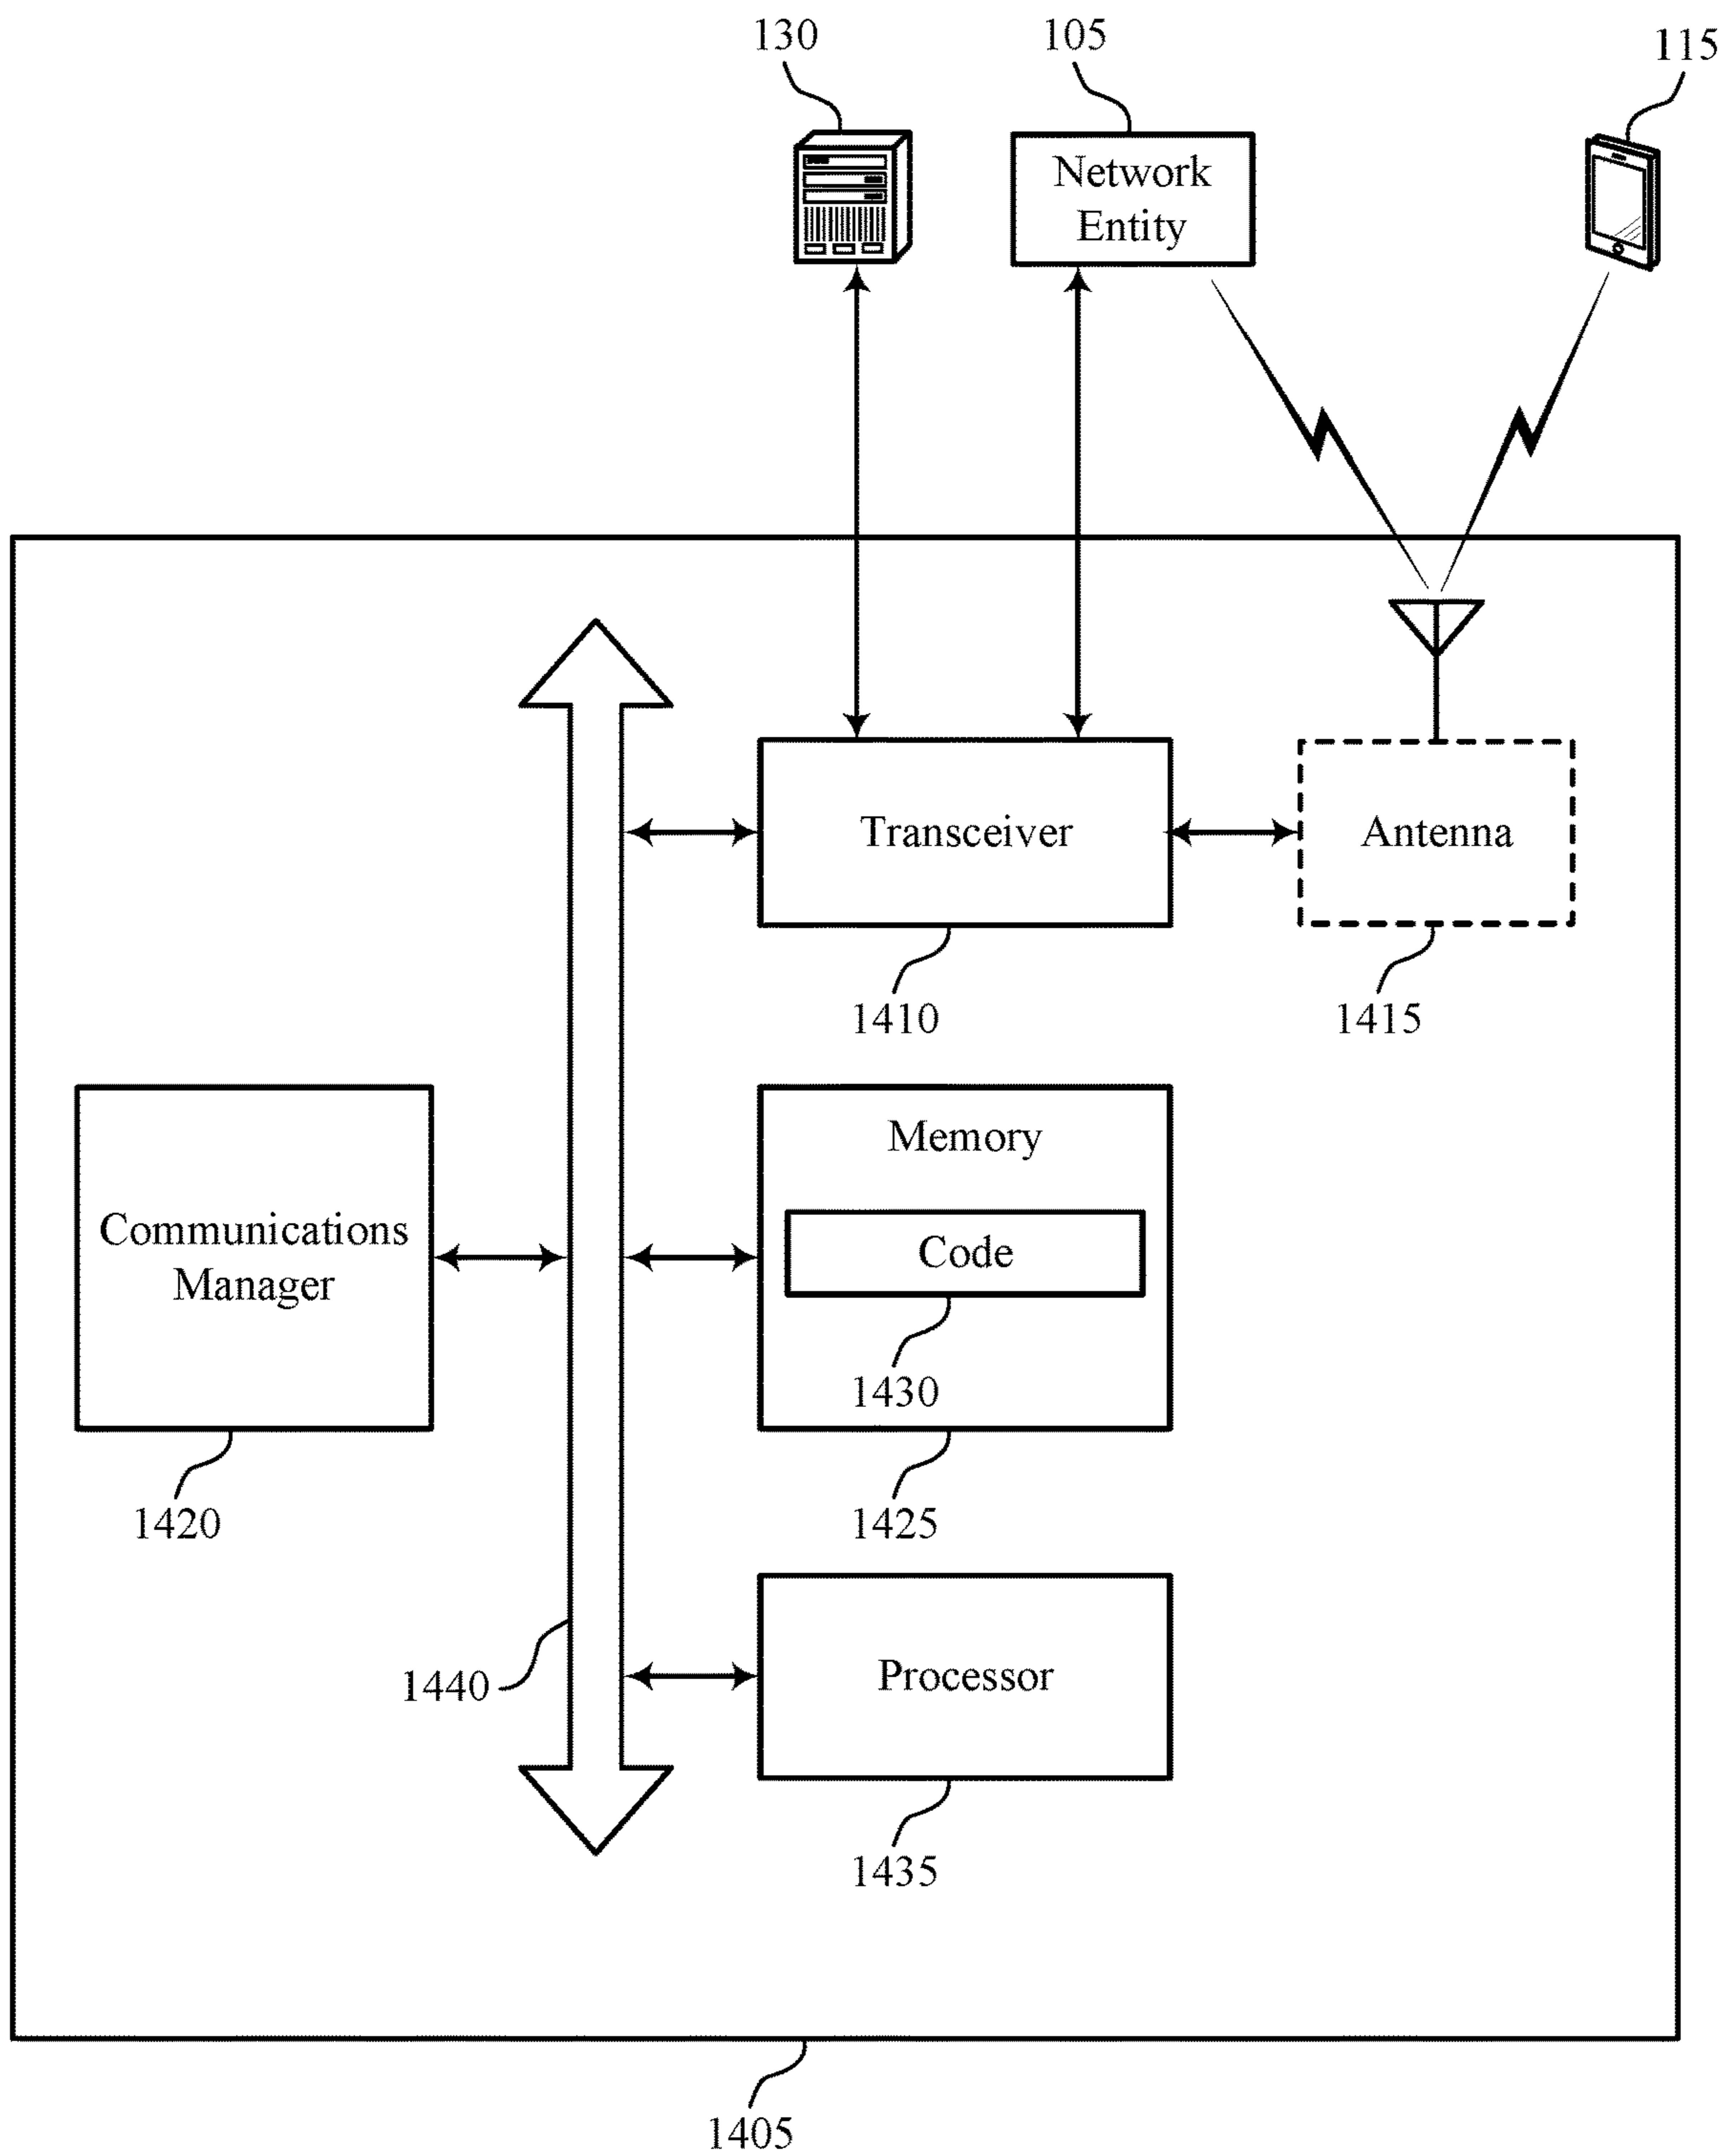 130
105
115
Network
Entity
Transceiver
Antenna
1410
1415
Communications
Manager
Memory
Code
1430
1420
1425
1440
Processor
1435
1405